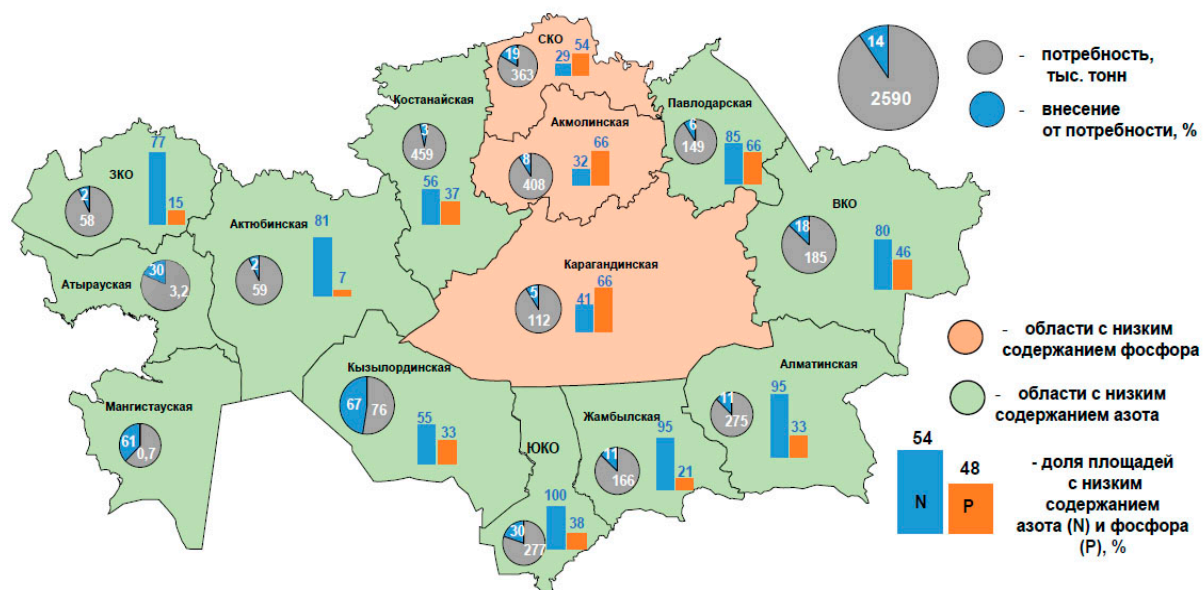 СКО
19
363
29
54
Костанайская
3
459
56
37
Акмолинская
8
408
32
66
Павлодарская
6
149
85
66
14
2590
- потребность,
тыс. тонн
- внесение
от потребности, %
ЗКО
2
58
77
15
Актюбинская
2
59
81
7
Атырауская
30
3,2
Карагандинская
5
112
41
66
ВКО
18
185
80
46
Мангистауская
61
0,7
Кызылординская
67
76
55
33
ЮКО
30
277
100
38
Жамбылская
11
166
95
21
Алматинская
11
275
95
33
- области с низким
содержанием фосфора
- области с низким
содержанием азота
54
48
N
P
- доля площадей
с низким
содержанием
азота (N) и фосфора
(P), %